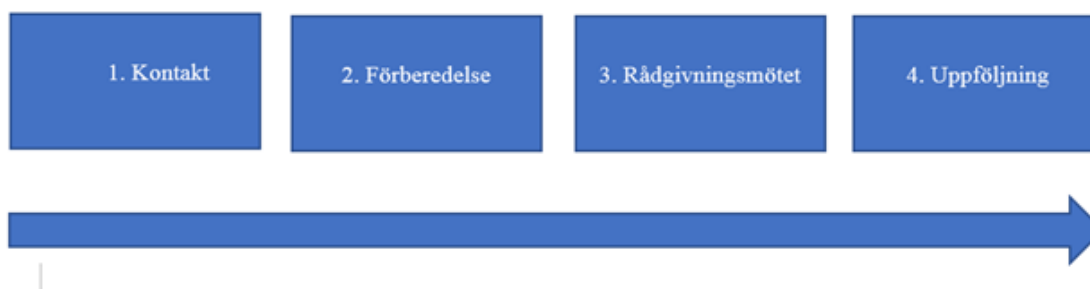 1. Kontakt
2. Förberedelse
3. Rådgivningsmötet
4. Uppföljning